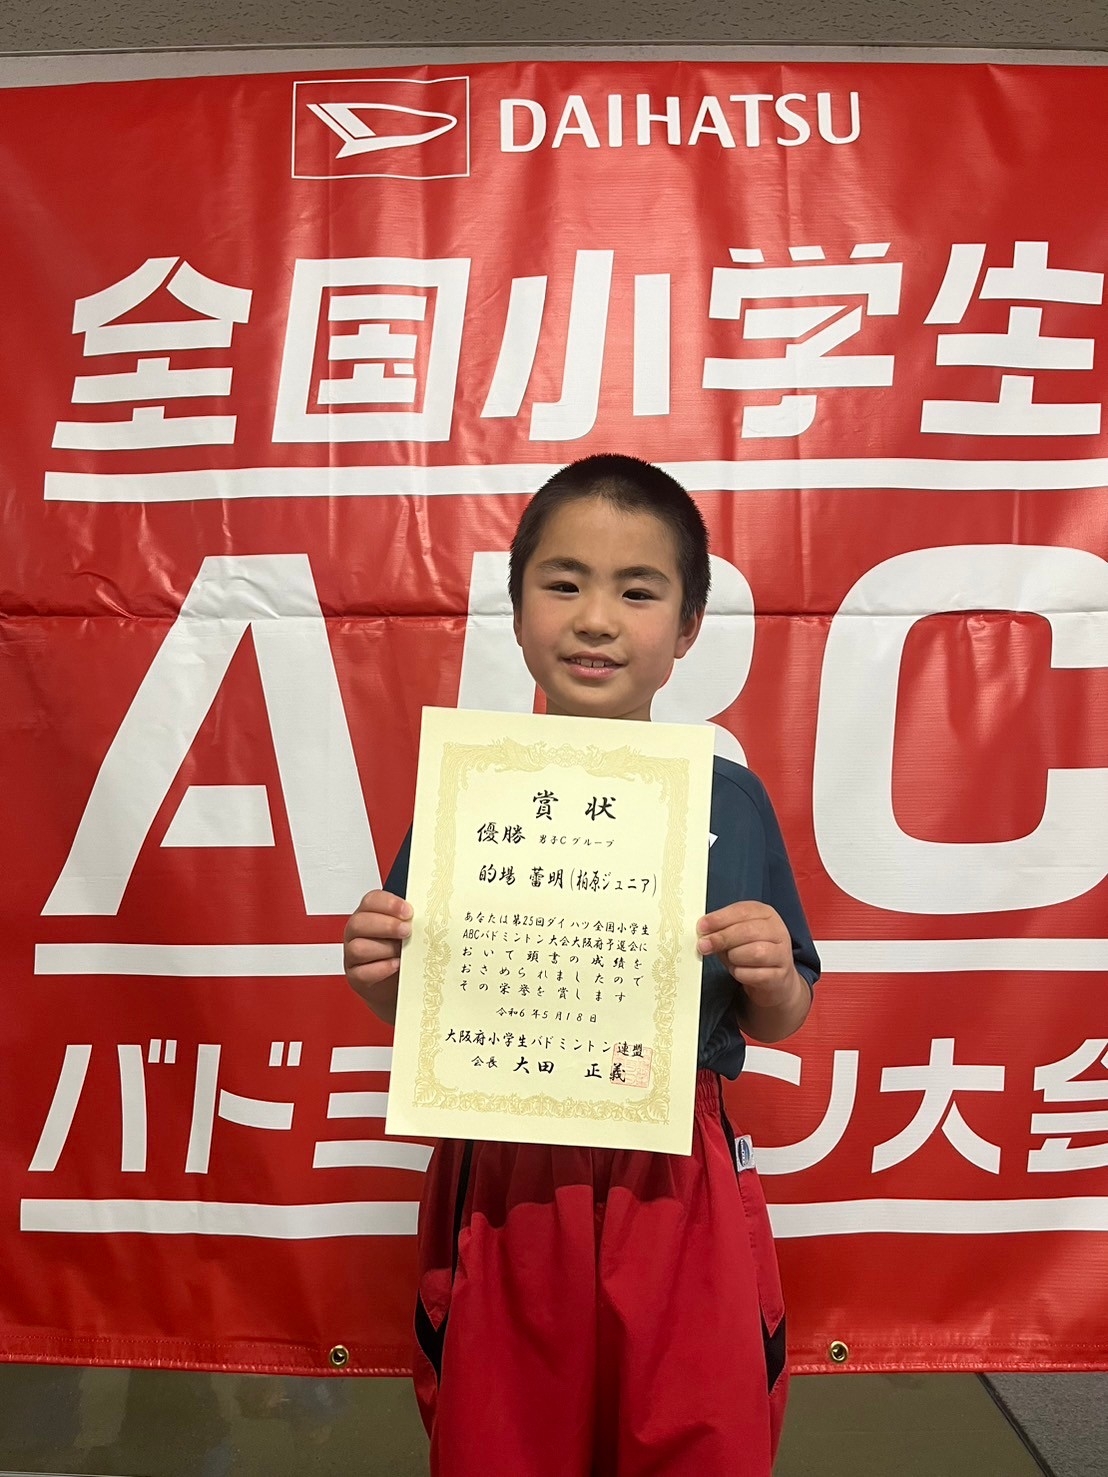 DAIHATSU
全国小学生
ABC
バドミ
ン大会
賞状
優勝 男子Cグループ
的場 蕾明(柏原ジュニア)
あなたは第25回ダイハツ全国小学生
ABCバドミントン大会大阪府予選会に
おいて頭書の成績を
おさめられましたので
その栄誉を賞します
令和6年5月18日
大阪府小学生バドミントン連盟
会長 大田 正義